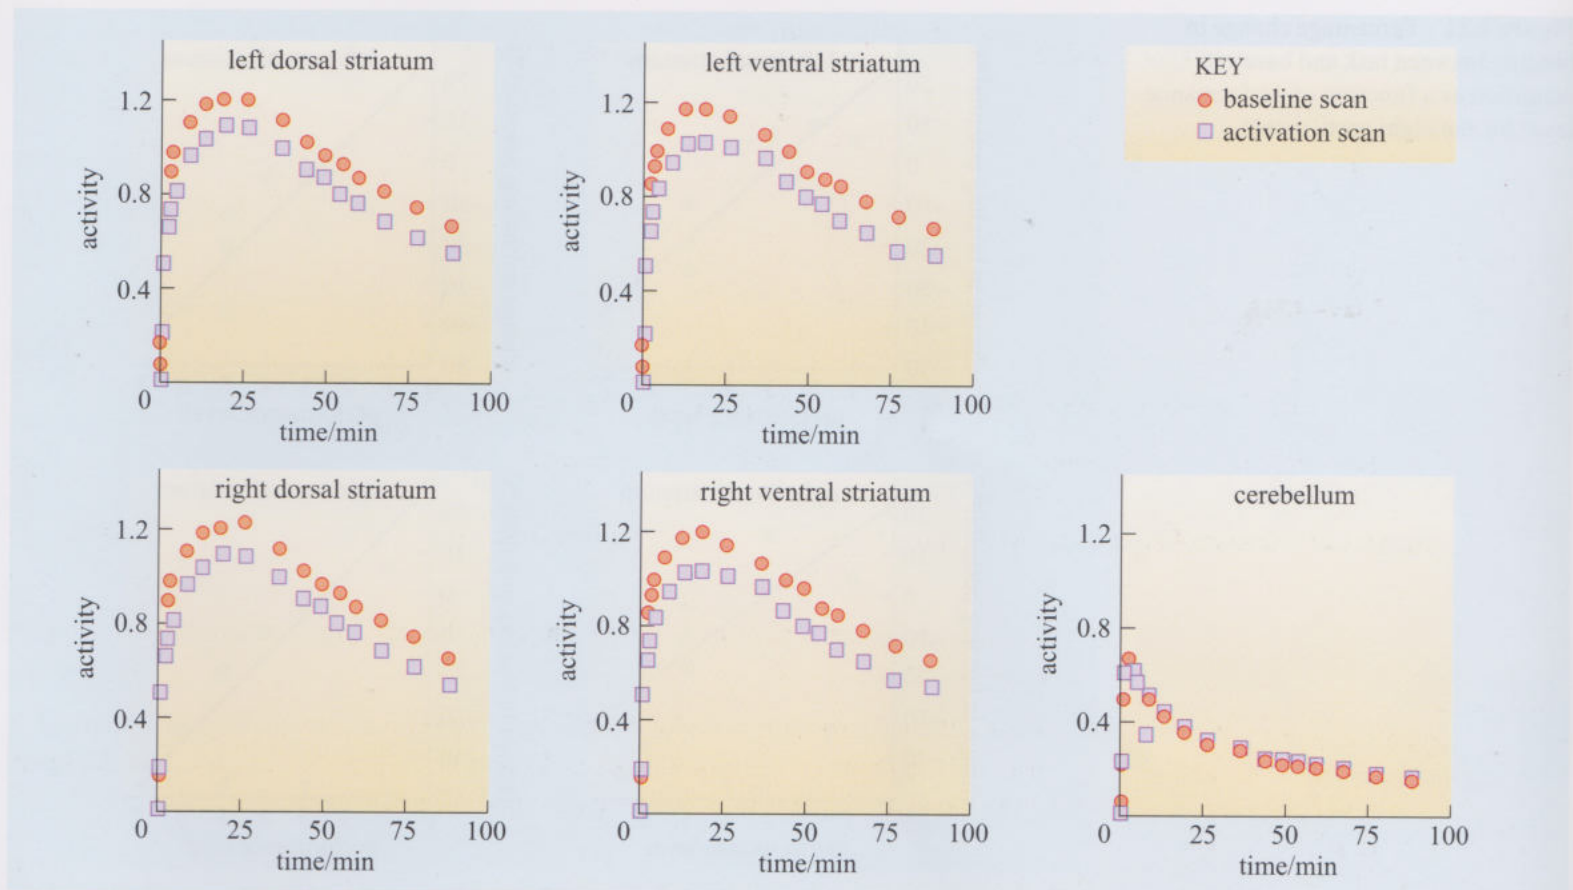 left dorsal striatum
1.2
0.8
0.4
activity
0
25
50
75
100
time/min
left ventral striatum
1.2
0.8
0.4
activity
0
25
50
75
100
time/min
KEY
baseline scan
activation scan
right dorsal striatum
1.2
0.8
0.4
activity
0
25
50
75
100
time/min
right ventral striatum
1.2
0.8
0.4
activity
0
25
50
75
100
time/min
cerebellum
1.2
0.8
0.4
activity
0
25
50
75
100
time/min